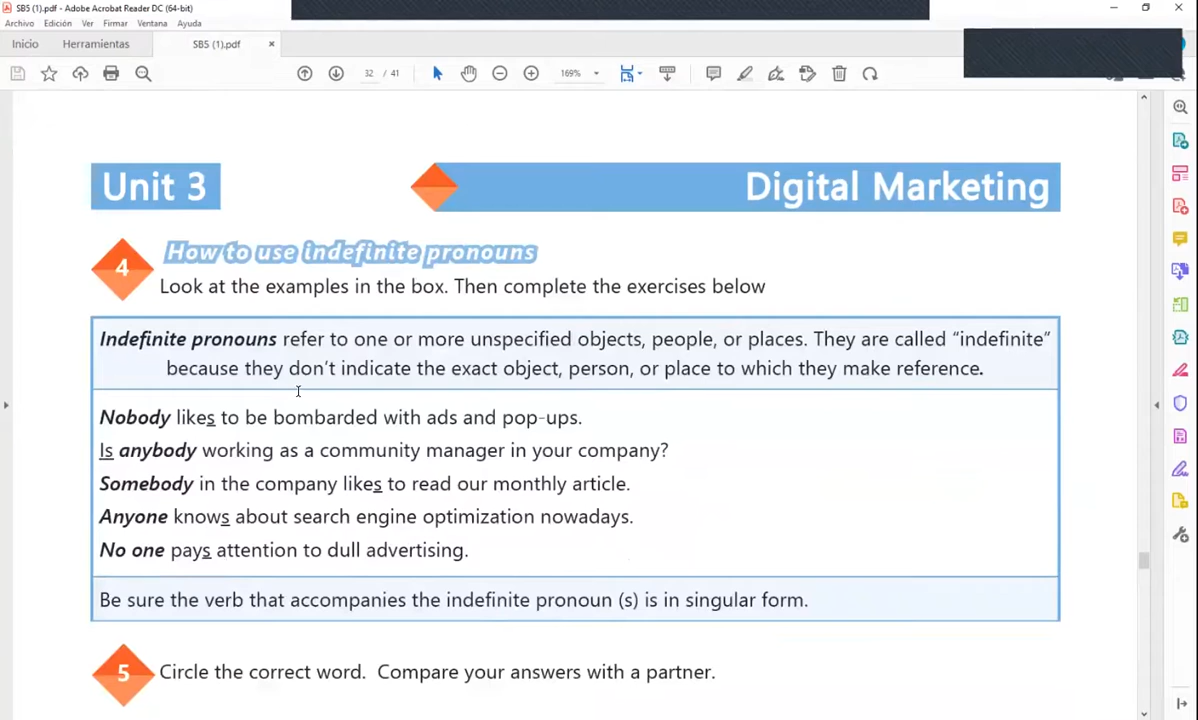 SB5 (1).pdf - Adobe Acrobat Reader DC (64-bit)
Archivo Edición Ver Firmar Ventana Ayuda
Inicio Herramientas SB5 (1).pdf ×
32 / 41 169%
Unit 3 Digital Marketing
4 How to use indefinite pronouns
Look at the examples in the box. Then complete the exercises below
Indefinite pronouns refer to one or more unspecified objects, people, or places. They are called “indefinite”
because they don’t indicate the exact object, person, or place to which they make reference.
Nobody likes to be bombarded with ads and pop-ups.
Is anybody working as a community manager in your company?
Somebody in the company likes to read our monthly article.
Anyone knows about search engine optimization nowadays.
No one pays attention to dull advertising.
Be sure the verb that accompanies the indefinite pronoun (s) is in singular form.
5 Circle the correct word. Compare your answers with a partner.